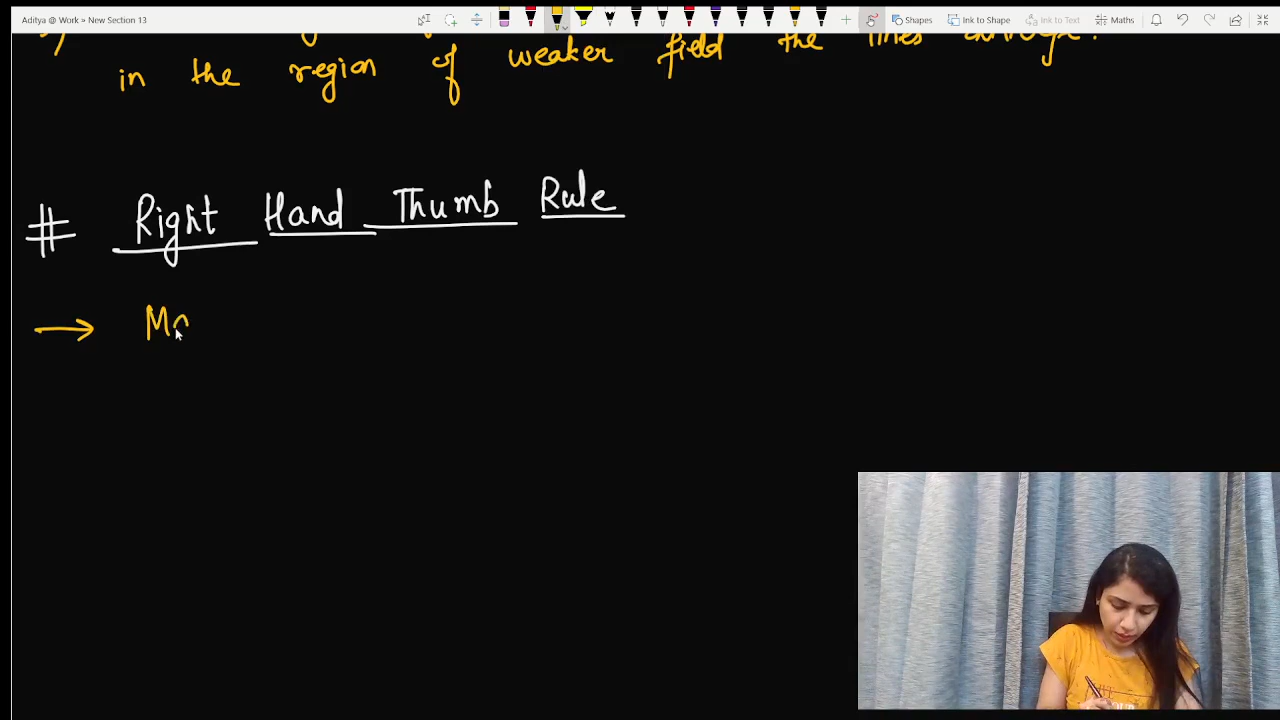 Aditya @ Work » New Section 13
Shapes Ink to Shape Ink to Text Maths
the lines
in the region of weaker field
# Right Hand Thumb Rule
→ Ma